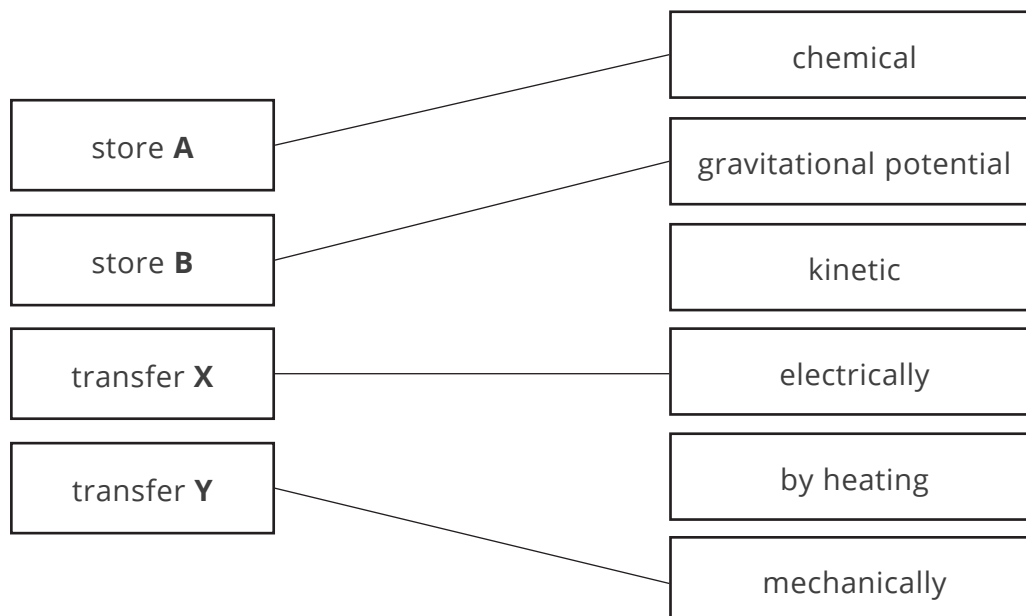 store A
store B
transfer X
transfer Y
chemical
gravitational potential
kinetic
electrically
by heating
mechanically